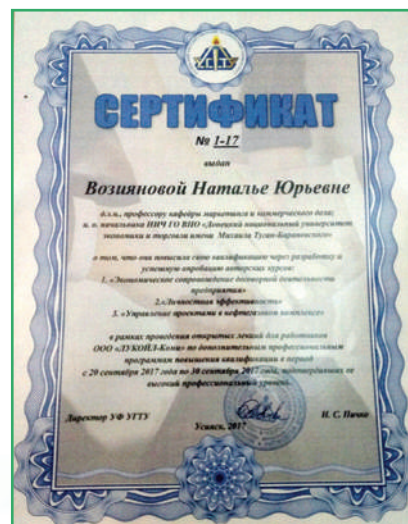 СЕРТИФИКАТ
№ 1-17
выдан
Возияновой Наталье Юрьевне
д.э.н., профессору кафедры маркетинга и коммерческого дела;
и. о. начальника НИЧ ГО ВПО «Донецкий национальный университет
экономики и торговли имени Михаила Туган-Барановского»
о том, что она повысила свою квалификацию через разработку и
успешную апробацию авторских курсов:
1. «Экономическое сопровождение договорной деятельности
предприятия»
2.«Личностная эффективность»
3. «Управление проектами в нефтегазовом комплексе»
в рамках проведения открытых лекций для работников
ООО «ЛУКОЙЛ-Коми» по дополнительным профессиональным
программам повышения квалификации в период
с 20 сентября 2017 года по 30 сентября 2017 года, подтвердивших ее
высокий профессиональный уровень.
Директор УФ УГТУ
И. С. Пичко
Усинск, 2017